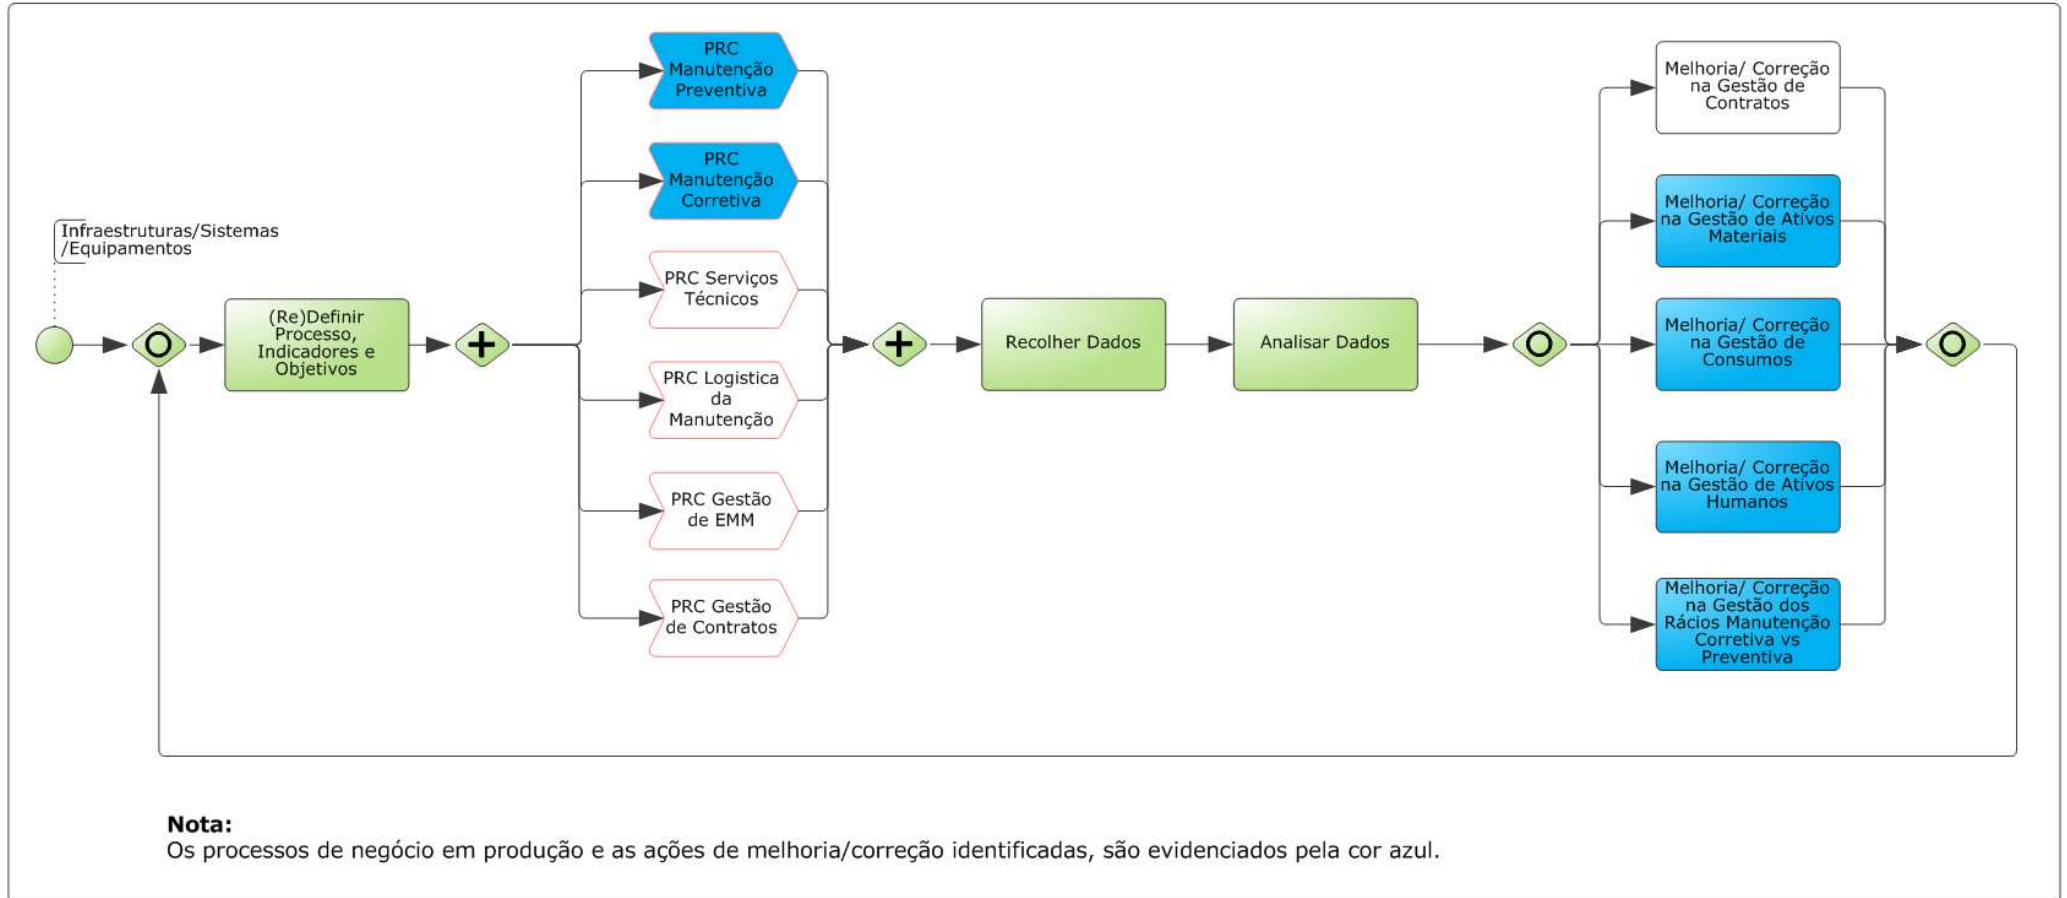 Infraestruturas/Sistemas
/Equipamentos
(Re)Definir
Processo,
Indicadores e
Objetivos
PRC
Manutenção
Preventiva
PRC
Manutenção
Corretiva
PRC Serviços
Técnicos
PRC Logistica
da
Manutenção
PRC Gestão
de EMM
PRC Gestão
de Contratos
Recolher Dados
Analisar Dados
Melhoria/ Correção
na Gestão de
Contratos
Melhoria/ Correção
na Gestão de Ativos
Materiais
Melhoria/ Correção
na Gestão de
Consumos
Melhoria/ Correção
na Gestão de Ativos
Humanos
Melhoria/ Correção
na Gestão dos
Rácios Manutenção
Corretiva vs
Preventiva
Nota:
Os processos de negócio em produção e as ações de melhoria/correção identificadas, são evidenciados pela cor azul.